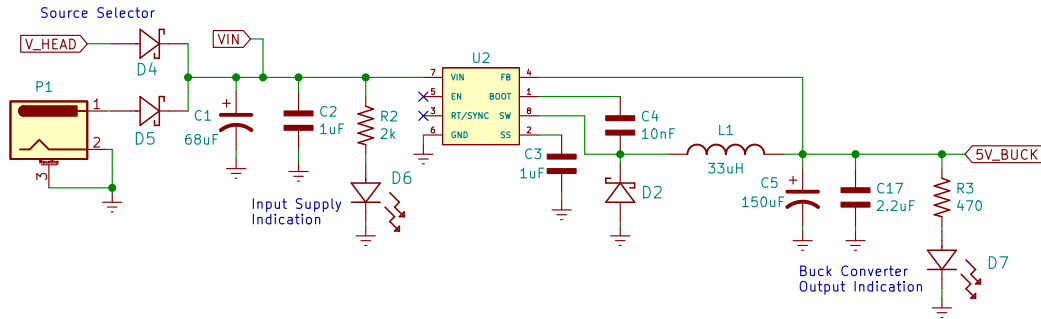 Source Selector
V_HEAD
D4
VIN
P1
1
2
3
D5
C1
68uF
C2
1uF
R2
2k
D6
Input Supply
Indication
U2
7 VIN FB 4
5 EN BOOT 1
3 RT/SYNC SW 8
6 GND SS 2
C3
1uF
C4
10nF
D2
L1
33uH
C5
150uF
C17
2.2uF
R3
470
5V_BUCK
D7
Buck Converter
Output Indication